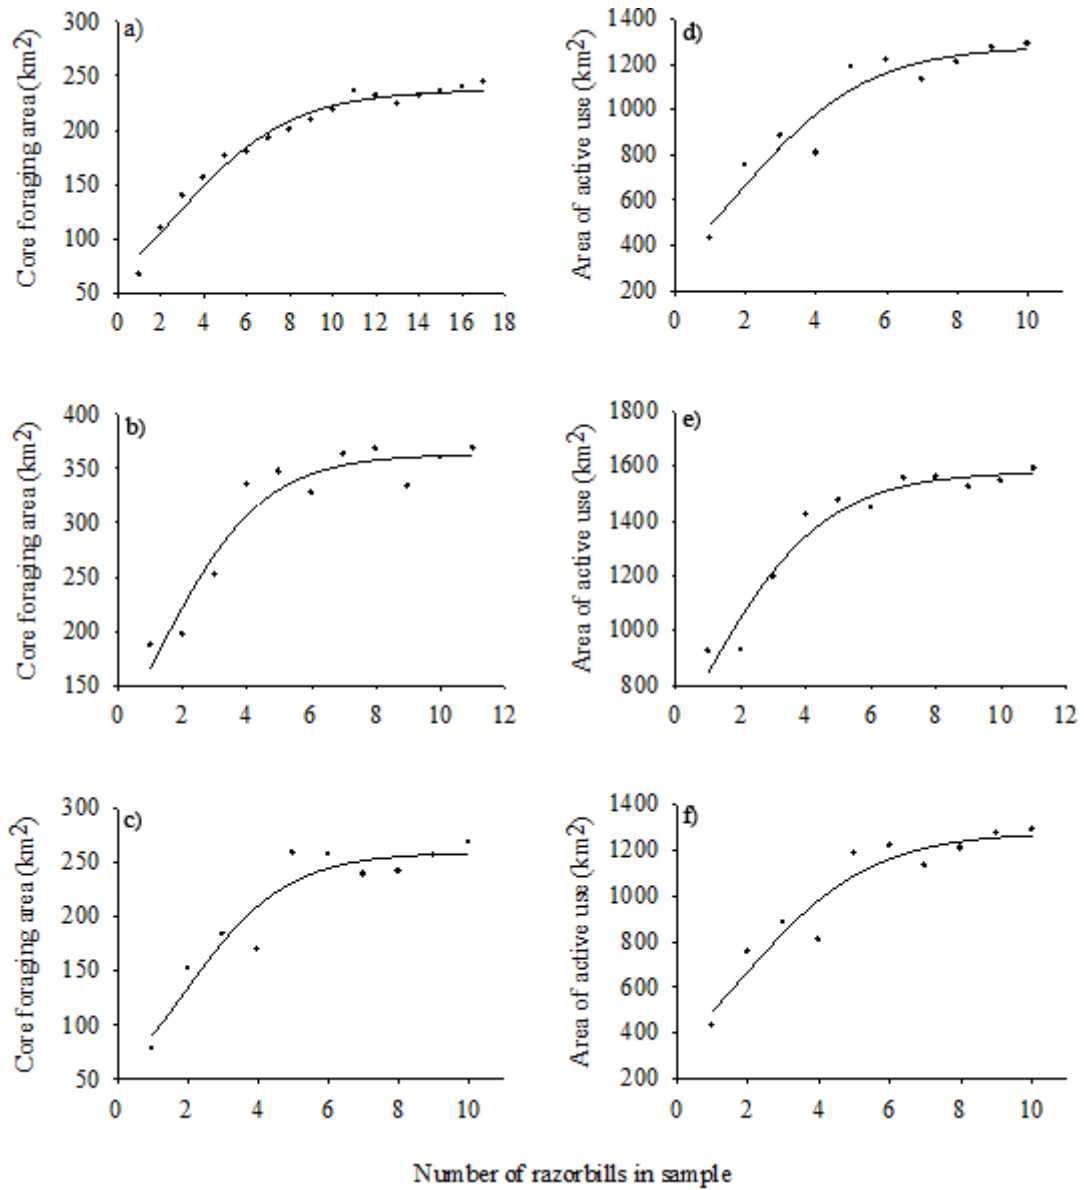 a)
Core foraging area (km2)
300
250
200
150
100
50
0 2 4 6 8 10 12 14 16 18
d)
Area of active use (km2)
1400
1200
1000
800
600
400
200
0 2 4 6 8 10
b)
Core foraging area (km2)
400
350
300
250
200
150
0 2 4 6 8 10 12
e)
Area of active use (km2)
1800
1600
1400
1200
1000
800
0 2 4 6 8 10 12
c)
Core foraging area (km2)
300
250
200
150
100
50
0 2 4 6 8 10
f)
Area of active use (km2)
1400
1200
1000
800
600
400
200
0 2 4 6 8 10
Number of razorbills in sample